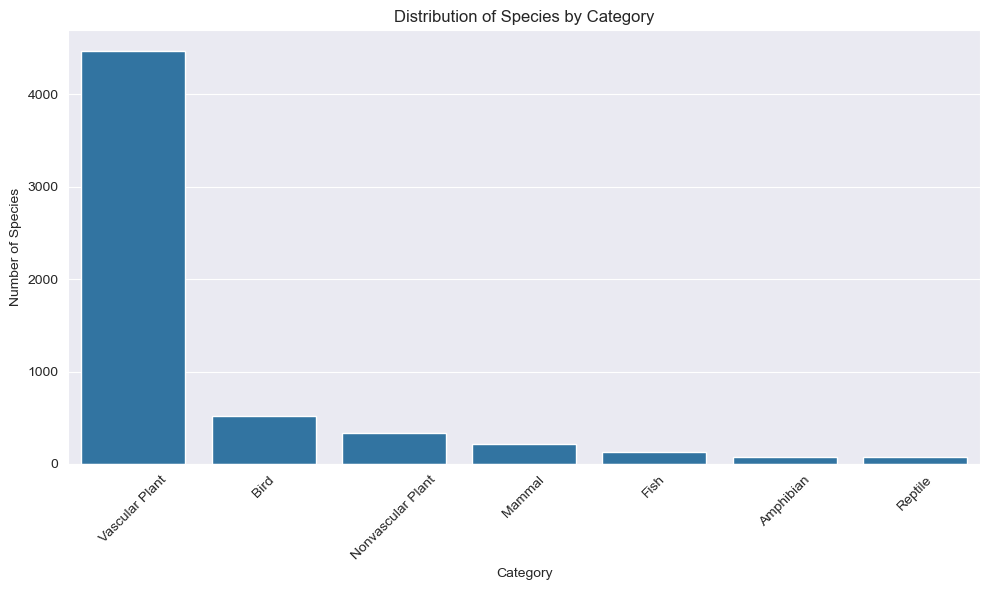 Distribution of Species by Category
Number of Species
4000
3000
2000
1000
0
Vascular Plant
Bird
Nonvascular Plant
Mammal
Fish
Amphibian
Reptile
Category